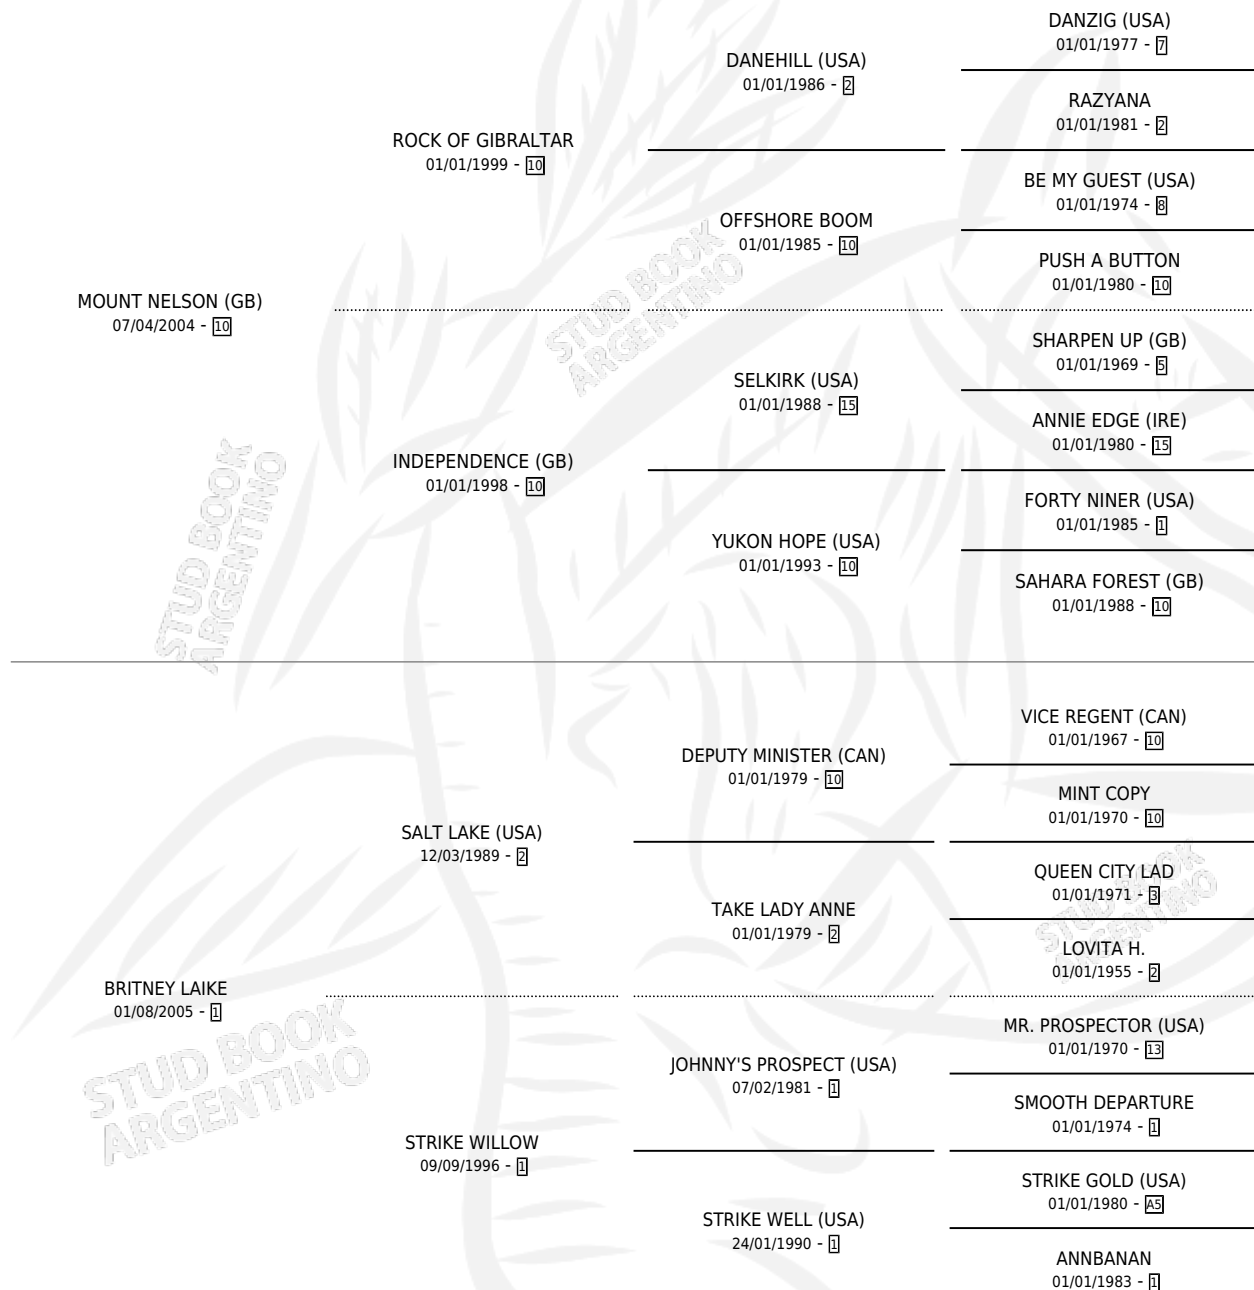 DANZIG (USA)
01/01/1977 - 7
DANEHILL (USA)
01/01/1986 - 2
RAZYANA
01/01/1981 - 2
ROCK OF GIBRALTAR
01/01/1999 - 10
BE MY GUEST (USA)
01/01/1974 - 8
OFFSHORE BOOM
01/01/1985 - 10
PUSH A BUTTON
01/01/1980 - 10
MOUNT NELSON (GB)
07/04/2004 - 10
STUD BOOK
ARGENTINO
SHARPEN UP (GB)
01/01/1969 - 5
SELKIRK (USA)
01/01/1988 - 15
ANNIE EDGE (IRE)
01/01/1980 - 15
INDEPENDENCE (GB)
01/01/1998 - 10
FORTY NINER (USA)
01/01/1985 - 1
YUKON HOPE (USA)
01/01/1993 - 10
SAHARA FOREST (GB)
01/01/1988 - 10
STUD BOOK
ARGENTINO
VICE REGENT (CAN)
01/01/1967 - 10
DEPUTY MINISTER (CAN)
01/01/1979 - 10
MINT COPY
01/01/1970 - 10
SALT LAKE (USA)
12/03/1989 - 2
QUEEN CITY LAD
01/01/1971 - 3
TAKE LADY ANNE
01/01/1979 - 2
LOVITA H.
01/01/1955 - 2
STUD BOOK
ARGENTINO
BRITNEY LAIKE
01/08/2005 - 1
MR. PROSPECTOR (USA)
01/01/1970 - 13
JOHNNY'S PROSPECT (USA)
07/02/1981 - 1
SMOOTH DEPARTURE
01/01/1974 - 1
STUD BOOK
ARGENTINO
STRIKE WILLOW
09/09/1996 - 1
STRIKE GOLD (USA)
01/01/1980 - A5
STRIKE WELL (USA)
24/01/1990 - 1
ANNBANAN
01/01/1983 - 1